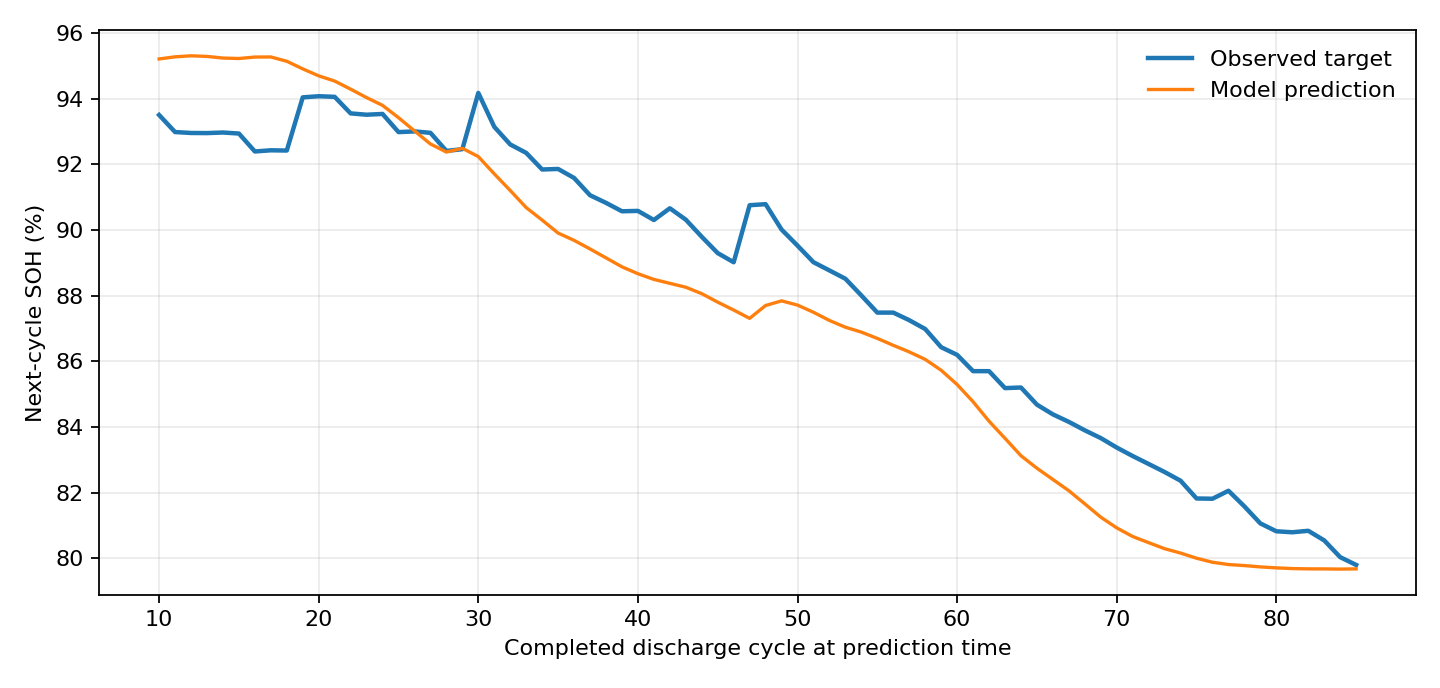 96
94
92
90
88
86
84
82
80
Next-cycle SOH (%)
Observed target
Model prediction
10 20 30 40 50 60 70 80
Completed discharge cycle at prediction time